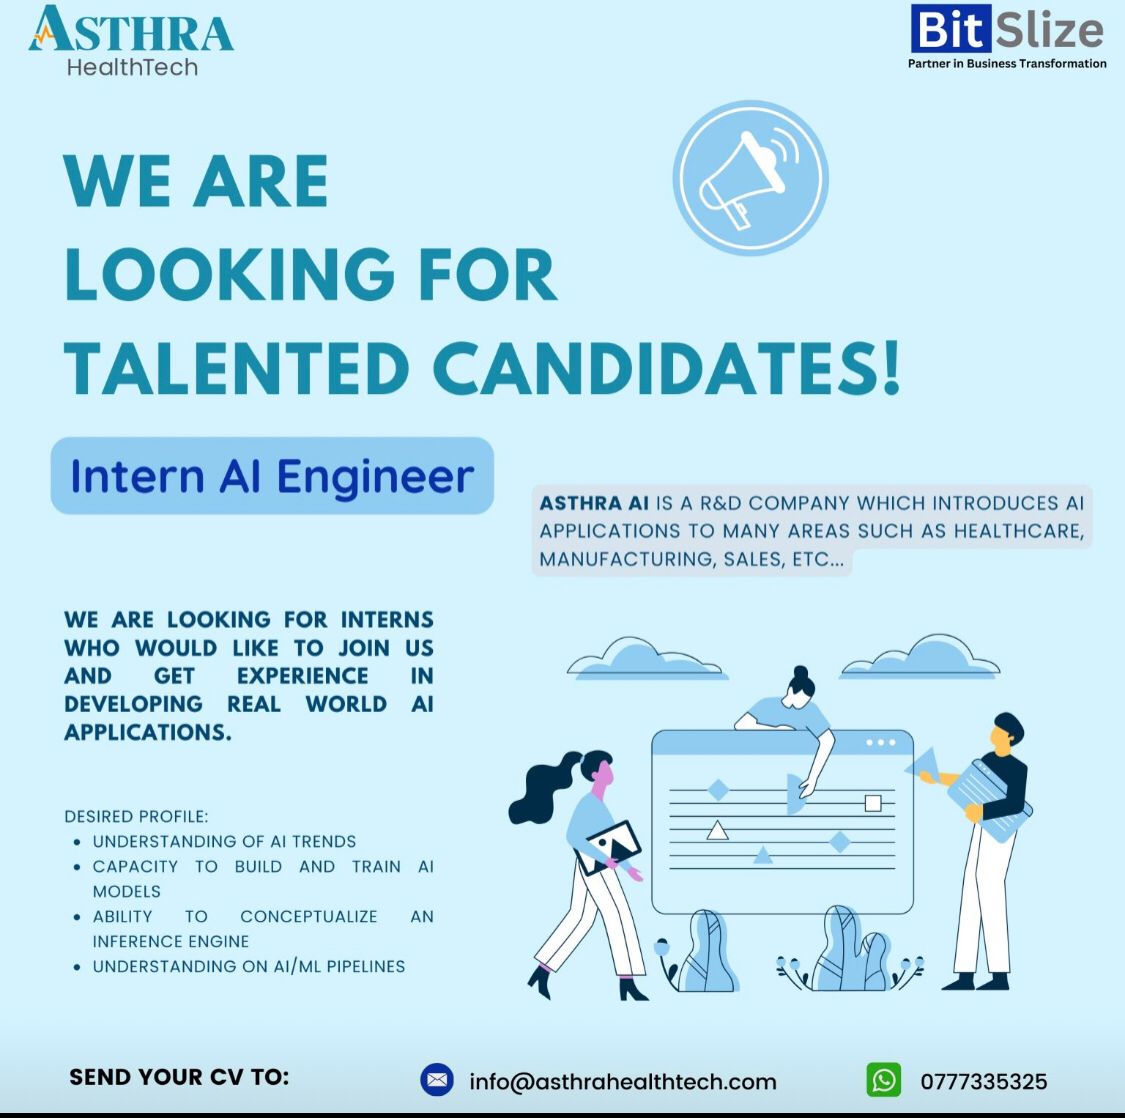 ASTHRA
HealthTech
Bit Slize
Partner in Business Transformation
WE ARE
LOOKING FOR
TALENTED CANDIDATES!
Intern AI Engineer
ASTHRA AI IS A R&D COMPANY WHICH INTRODUCES AI
APPLICATIONS TO MANY AREAS SUCH AS HEALTHCARE,
MANUFACTURING, SALES, ETC...
WE ARE LOOKING FOR INTERNS
WHO WOULD LIKE TO JOIN US
AND GET EXPERIENCE IN
DEVELOPING REAL WORLD AI
APPLICATIONS.
DESIRED PROFILE:
• UNDERSTANDING OF AI TRENDS
• CAPACITY TO BUILD AND TRAIN AI
MODELS
• ABILITY TO CONCEPTUALIZE AN
INFERENCE ENGINE
• UNDERSTANDING ON AI/ML PIPELINES
SEND YOUR CV TO:
info@asthrahealthtech.com
0777335325